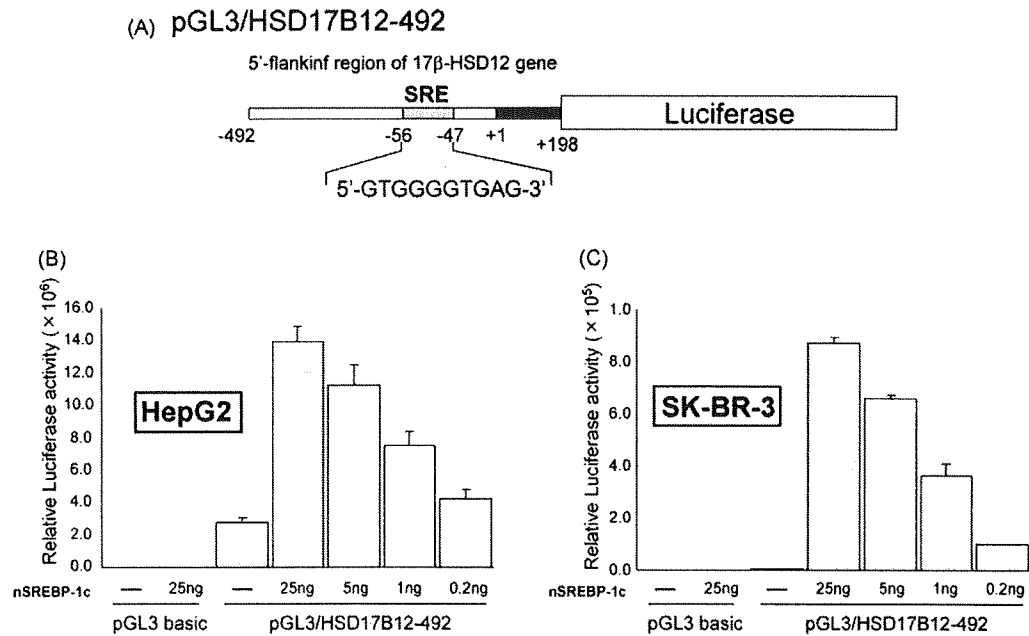 (A) pGL3/HSD17B12-492
5'-flankinf region of 17β-HSD12 gene
SRE
Luciferase
-492 -56 -47 +1 +198
5'-GTGGGGTGAG-3'
(B)
Relative Luciferase activity (×10⁶)
16.0
14.0
12.0
10.0
8.0
6.0
4.0
2.0
0.0
HepG2
nSREBP-1c — 25ng — 25ng 5ng 1ng 0.2ng
pGL3 basic pGL3/HSD17B12-492
(C)
Relative Luciferase activity (×10⁵)
1.0
8.0
6.0
4.0
2.0
0.0
SK-BR-3
nSREBP-1c — 25ng — 25ng 5ng 1ng 0.2ng
pGL3 basic pGL3/HSD17B12-492